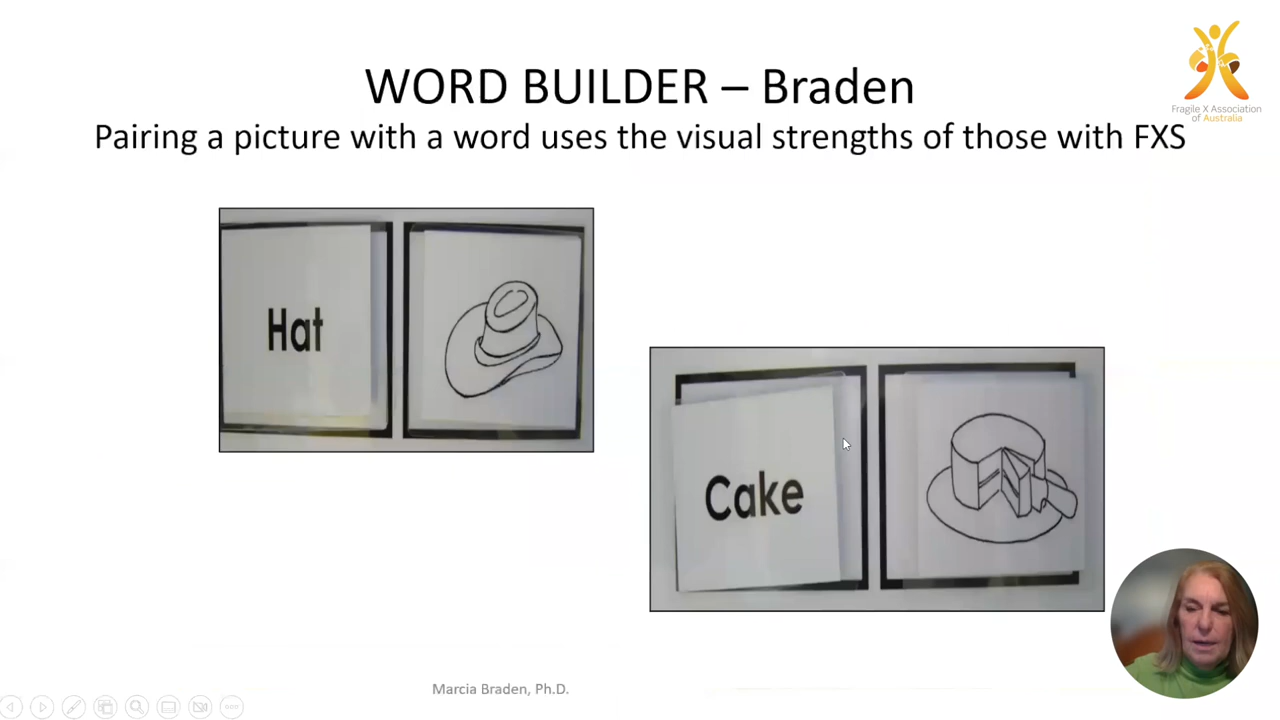 WORD BUILDER – Braden
Pairing a picture with a word uses the visual strengths of those with FXS
Fragile X Association
of Australia
Hat
Cake
Marcia Braden, Ph.D.